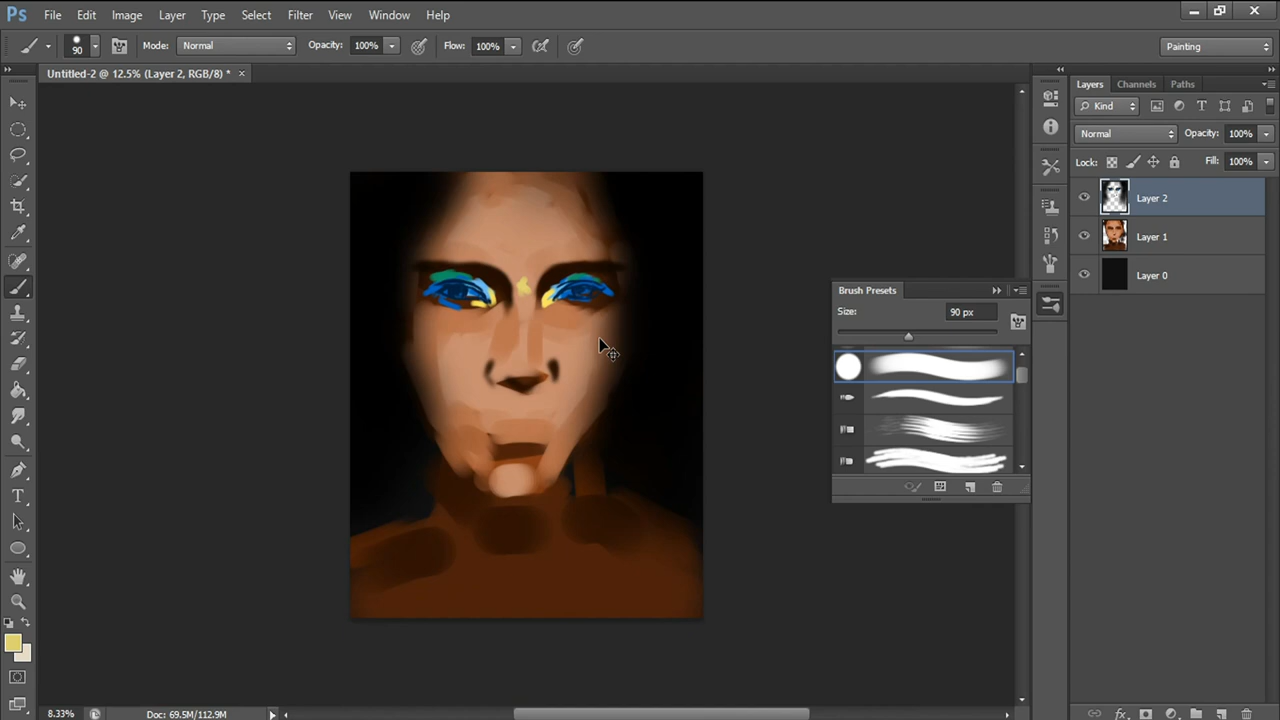 Ps File Edit Image Layer Type Select Filter View Window Help
90 Mode: Normal Opacity: 100% Flow: 100% Painting
Untitled-2 @ 12.5% (Layer 2, RGB/8) * ×
Layers Channels Paths
Kind
Normal Opacity: 100%
Lock: Fill: 100%
Layer 2
Layer 1
Layer 0
Brush Presets
Size: 90 px
8.33% Doc: 69.5M/112.9M